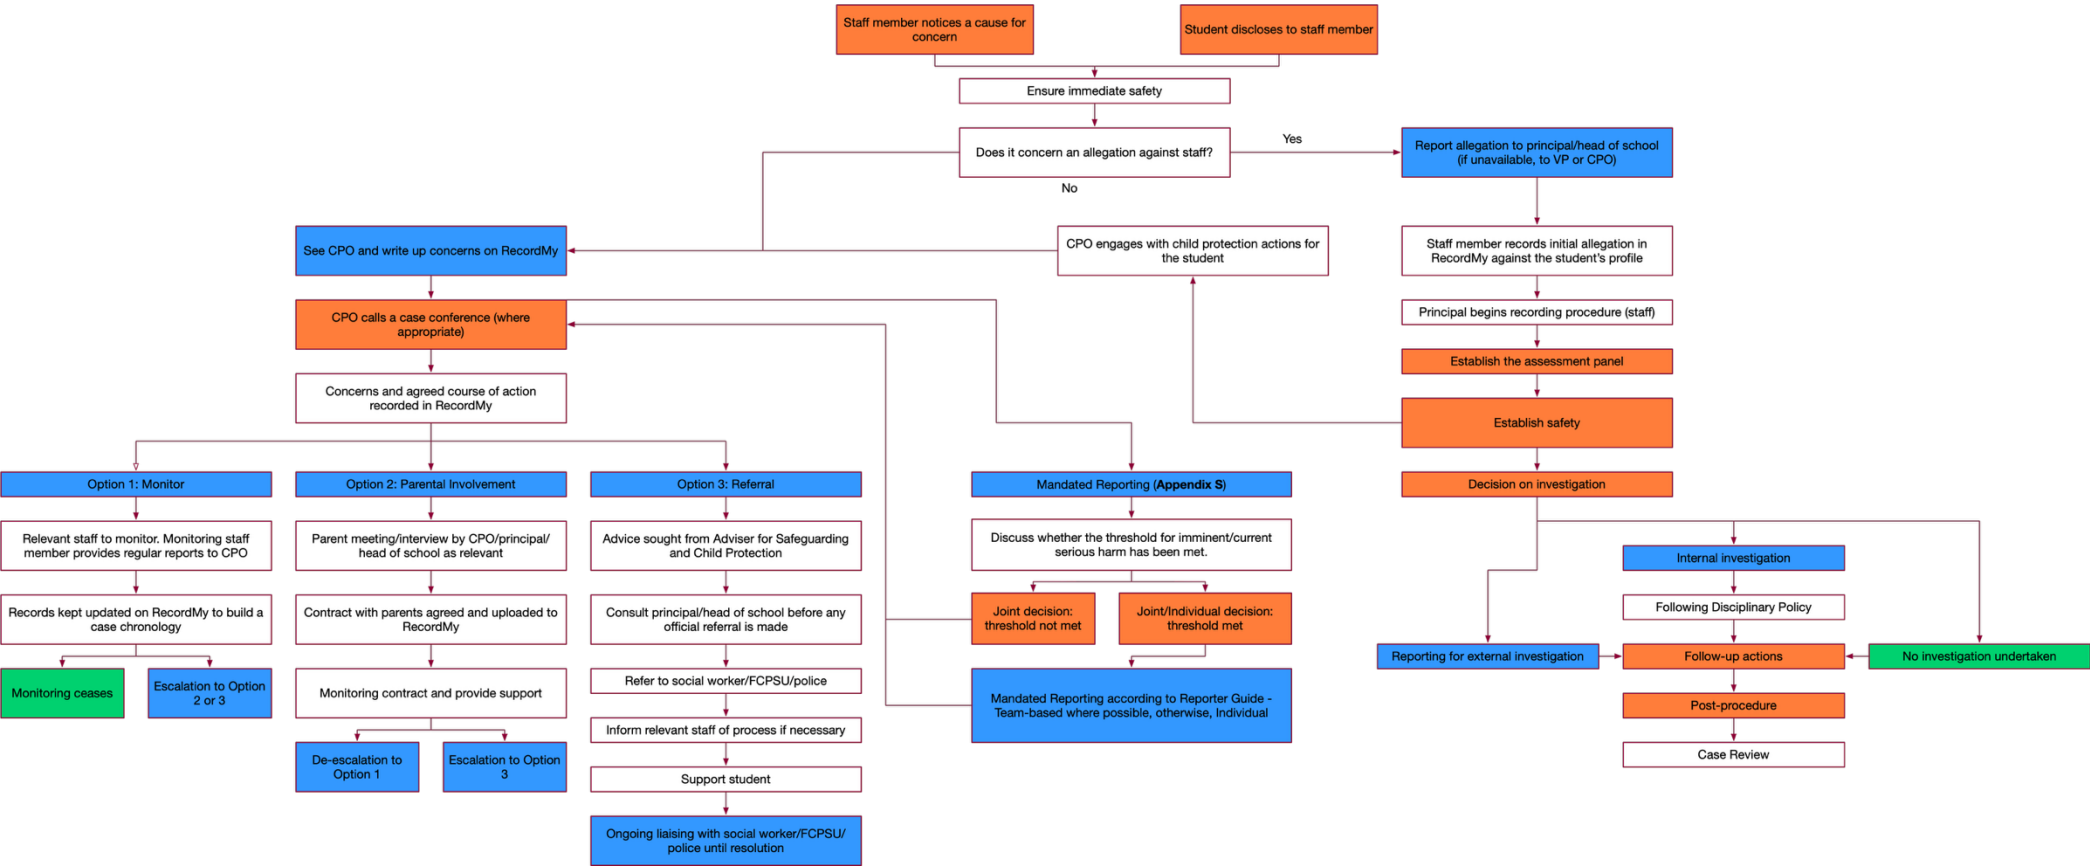 Staff member notices a cause for
concern
Student discloses to staff member
Ensure immediate safety
Does it concern an allegation against staff?
Yes
No
Report allegation to principal/head of school
(if unavailable, to VP or CPO)
See CPO and write up concerns on RecordMy
CPO engages with child protection actions for
the student
Staff member records initial allegation in
RecordMy against the student's profile
CPO calls a case conference (where
appropriate)
Principal begins recording procedure (staff)
Establish the assessment panel
Concerns and agreed course of action
recorded in RecordMy
Establish safety
Option 1: Monitor
Option 2: Parental Involvement
Option 3: Referral
Mandated Reporting (Appendix S)
Decision on investigation
Relevant staff to monitor. Monitoring staff
member provides regular reports to CPO
Parent meeting/interview by CPO/principal/
head of school as relevant
Advice sought from Adviser for Safeguarding
and Child Protection
Discuss whether the threshold for imminent/current
serious harm has been met.
Internal investigation
Records kept updated on RecordMy to build a
case chronology
Contract with parents agreed and uploaded to
RecordMy
Consult principal/head of school before any
official referral is made
Joint decision:
threshold not met
Joint/Individual decision:
threshold met
Following Disciplinary Policy
Reporting for external investigation
Follow-up actions
No investigation undertaken
Monitoring ceases
Escalation to Option
2 or 3
Monitoring contract and provide support
Refer to social worker/FCPSU/police
Mandated Reporting according to Reporter Guide -
Team-based where possible, otherwise, Individual
Post-procedure
Inform relevant staff of process if necessary
Case Review
De-escalation to
Option 1
Escalation to Option
3
Support student
Ongoing liaising with social worker/FCPSU/
police until resolution